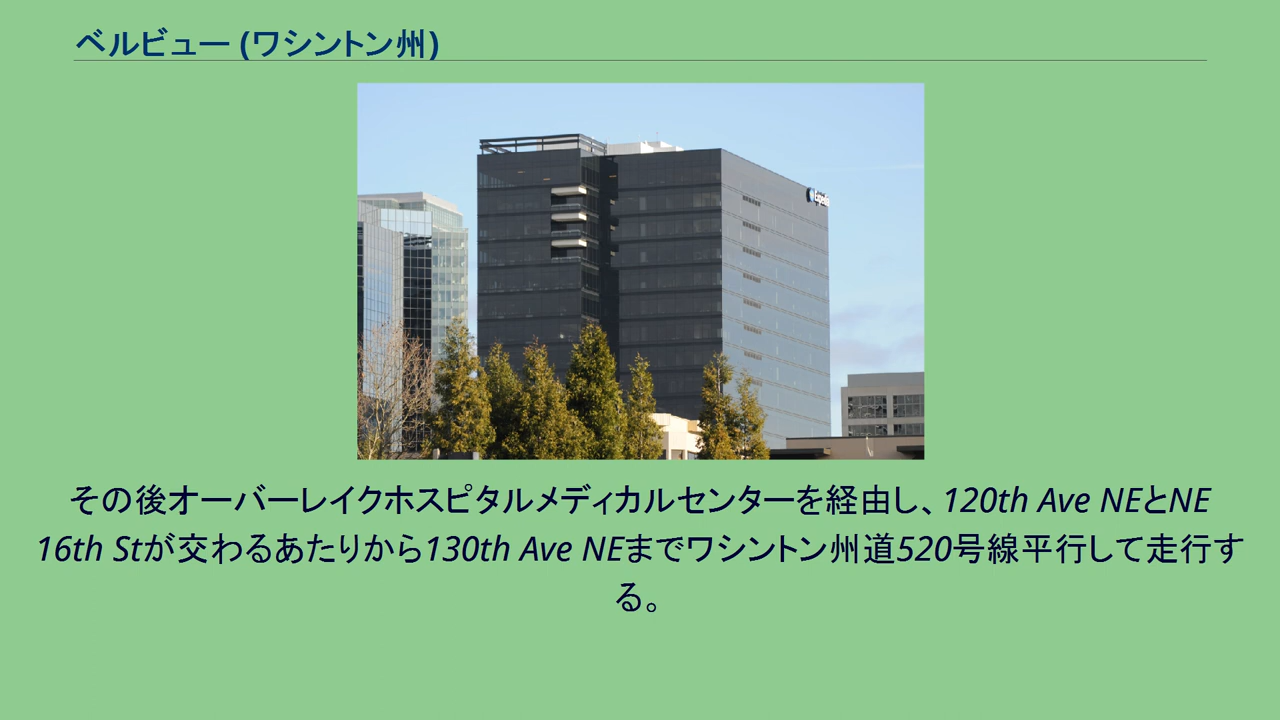 ベルビュー (ワシントン州)
Expedia
その後オーバーレイクホスピタルメディカルセンターを経由し、120th Ave NEとNE
16th Stが交わるあたりから130th Ave NEまでワシントン州道520号線平行して走行す
る。